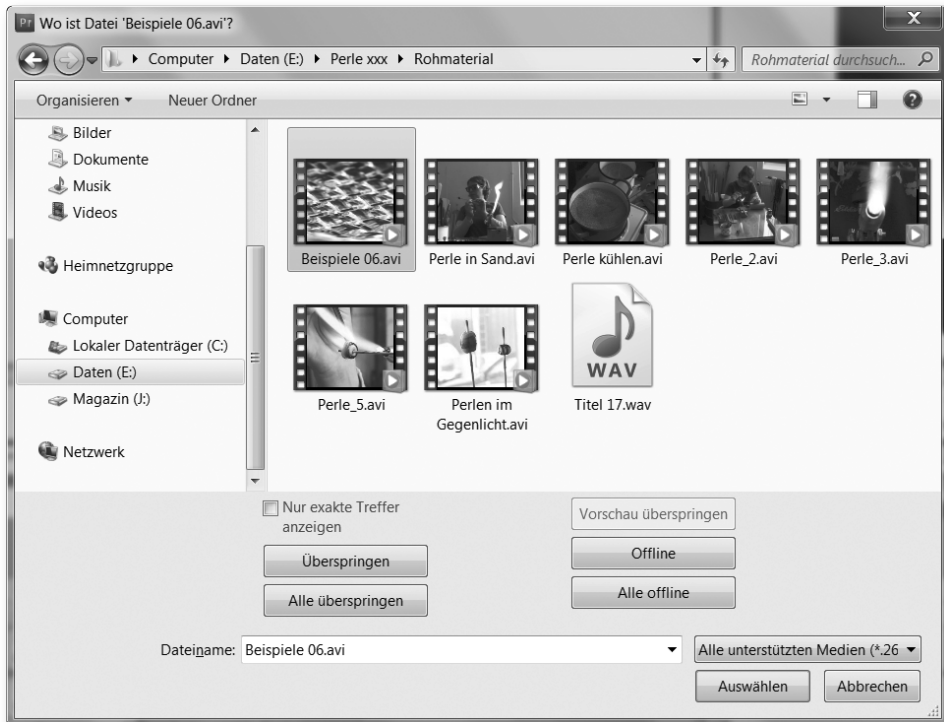 Pr Wo ist Datei 'Beispiele 06.avi'?
Computer Daten (E:) Perle xxx Rohmaterial
Rohmaterial durchsuch...
Organisieren Neuer Ordner
Bilder
Dokumente
Musik
Videos
Heimnetzgruppe
Computer
Lokaler Datenträger (C:)
Daten (E:)
Magazin (J:)
Netzwerk
Beispiele 06.avi Perle in Sand.avi Perle kühlen.avi Perle_2.avi Perle_3.avi
WAV
Perle_5.avi Perlen im Titel 17.wav
Gegenlicht.avi
Nur exakte Treffer
anzeigen
Vorschau überspringen
Überspringen
Offline
Alle überspringen
Alle offline
Dateiname: Beispiele 06.avi Alle unterstützten Medien (*.26
Auswählen Abbrechen